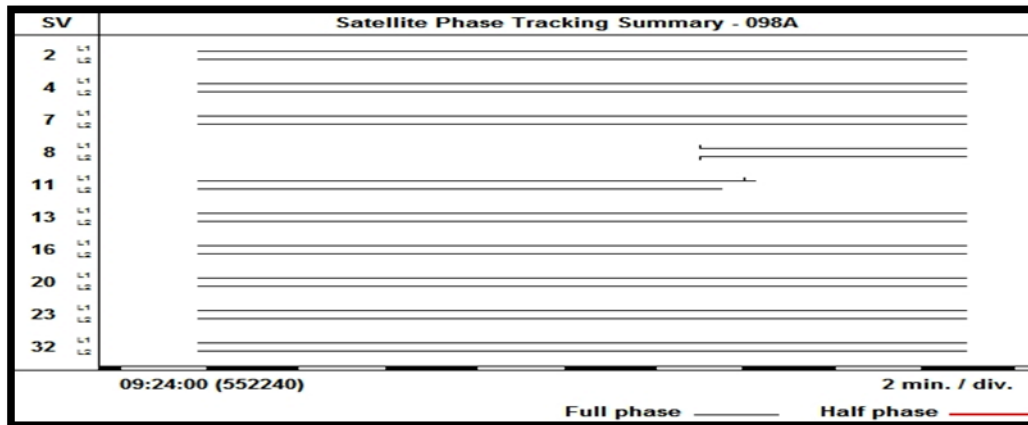 SV Satellite Phase Tracking Summary - 098A
2 L1
L2
4 L1
L2
7 L1
L2
8 L1
L2
11 L1
L2
13 L1
L2
16 L1
L2
20 L1
L2
23 L1
L2
32 L1
L2
09:24:00 (552240) 2 min. / div.
Full phase Half phase